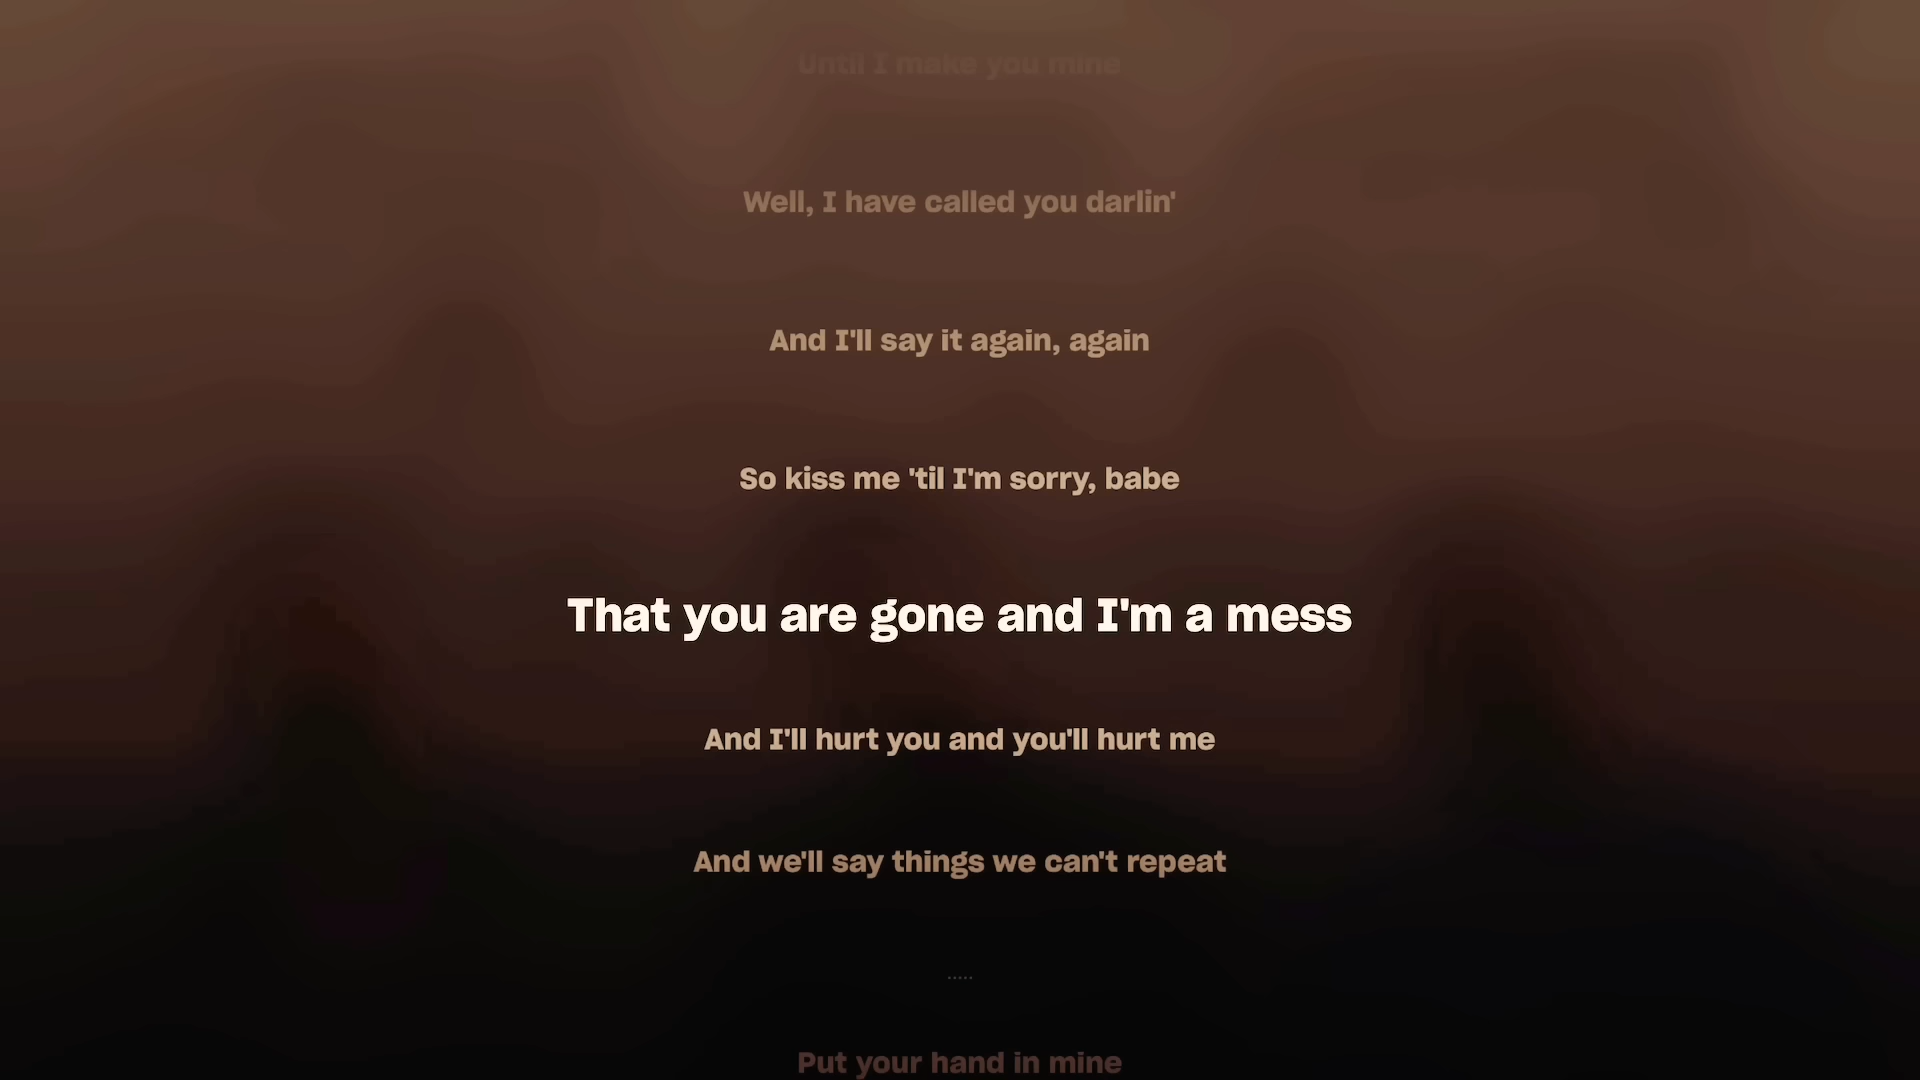 Until I make you mine
Well, I have called you darlin'
And I'll say it again, again
So kiss me 'til I'm sorry, babe
That you are gone and I'm a mess
And I'll hurt you and you'll hurt me
And we'll say things we can't repeat
.....
Put your hand in mine